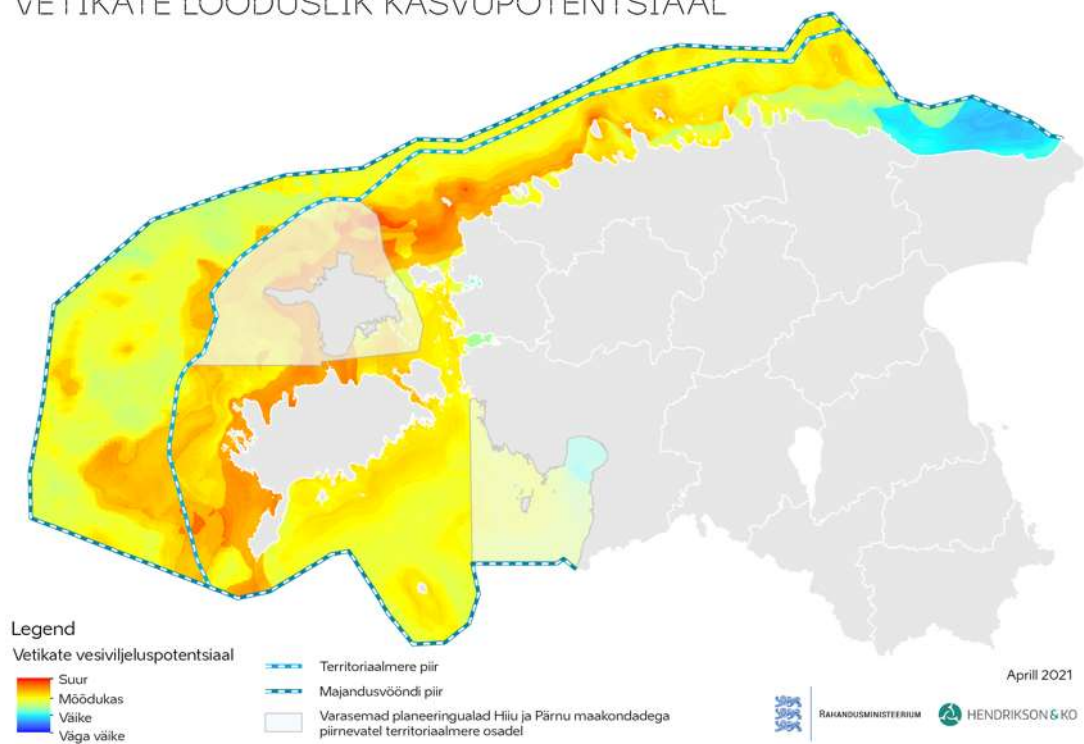 VETIKATE LOODUSLIK KASVUPOTENTSIAAL
Legend
Vetikate vesiviljeluspotentsiaal
Suur
Mõõdukas
Väike
Väga väike
Territoriaalmere piir
Majandusvööndi piir
Varasemad planeeringualad Hiiu ja Pärnu maakondadega
piirnevatel territoriaalmere osadel
Aprill 2021
RAHANDUSMINISTEERIUM
HENDRIKSON & KO